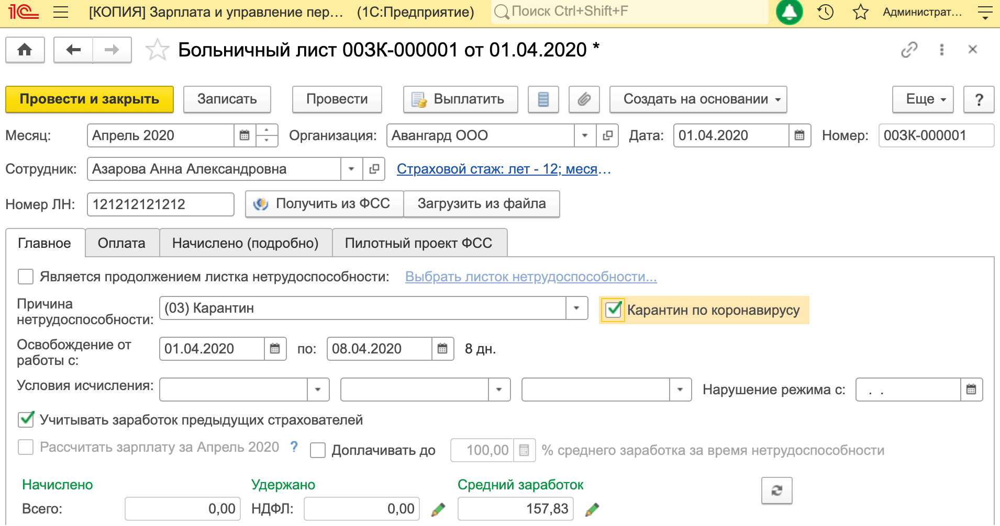 1С [КОПИЯ] Зарплата и управление пер... (1С:Предприятие) Поиск Ctrl+Shift+F Администрат...
Больничный лист 00ЗК-000001 от 01.04.2020 *
Провести и закрыть Записать Провести Выплатить Создать на основании Еще ?
Месяц: Апрель 2020 Организация: Авангард ООО Дата: 01.04.2020 Номер: 00ЗК-000001
Сотрудник: Азарова Анна Александровна Страховой стаж: лет - 12; меся...
Номер ЛН: 121212121212 Получить из ФСС Загрузить из файла
Главное Оплата Начислено (подробно) Пилотный проект ФСС
Является продолжением листка нетрудоспособности: Выбрать листок нетрудоспособности...
Причина нетрудоспособности: (03) Карантин Карантин по коронавирусу
Освобождение от работы с: 01.04.2020 по: 08.04.2020 8 дн.
Условия исчисления: Нарушение режима с: . .
Учитывать заработок предыдущих страхователей
Рассчитать зарплату за Апрель 2020 ? Доплачивать до 100,00 % среднего заработка за время нетрудоспособности
Начислено Удержано Средний заработок
Всего: 0,00 НДФЛ: 0,00 157,83